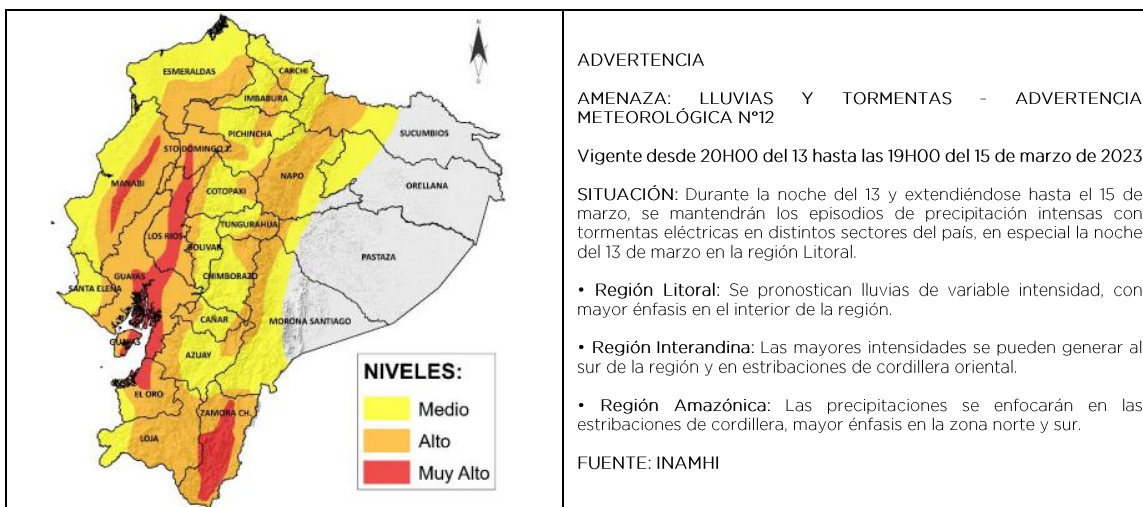 ESMERALDAS
CARCHI
IMBABURA
PICHINCHA
SUCUMBIOS
STO DOMINGO T.
MANABI
NAPO
ORELLANA
COTOPAXI
TUNGURAHUA
LOS RIOS
BOLIVAR
PASTAZA
GUAYAS
CHIMBORAZO
SANTA ELENA
MORONA SANTIAGO
CAÑAR
GUAYAS
AZUAY
EL ORO
ZAMORA CH.
LOJA
NIVELES:
Medio
Alto
Muy Alto
ADVERTENCIA
AMENAZA: LLUVIAS Y TORMENTAS - ADVERTENCIA
METEOROLÓGICA N°12
Vigente desde 20H00 del 13 hasta las 19H00 del 15 de marzo de 2023
SITUACIÓN: Durante la noche del 13 y extendiéndose hasta el 15 de
marzo, se mantendrán los episodios de precipitación intensas con
tormentas eléctricas en distintos sectores del país, en especial la noche
del 13 de marzo en la región Litoral.
• Región Litoral: Se pronostican lluvias de variable intensidad, con
mayor énfasis en el interior de la región.
• Región Interandina: Las mayores intensidades se pueden generar al
sur de la región y en estribaciones de cordillera oriental.
• Región Amazónica: Las precipitaciones se enfocarán en las
estribaciones de cordillera, mayor énfasis en la zona norte y sur.
FUENTE: INAMHI